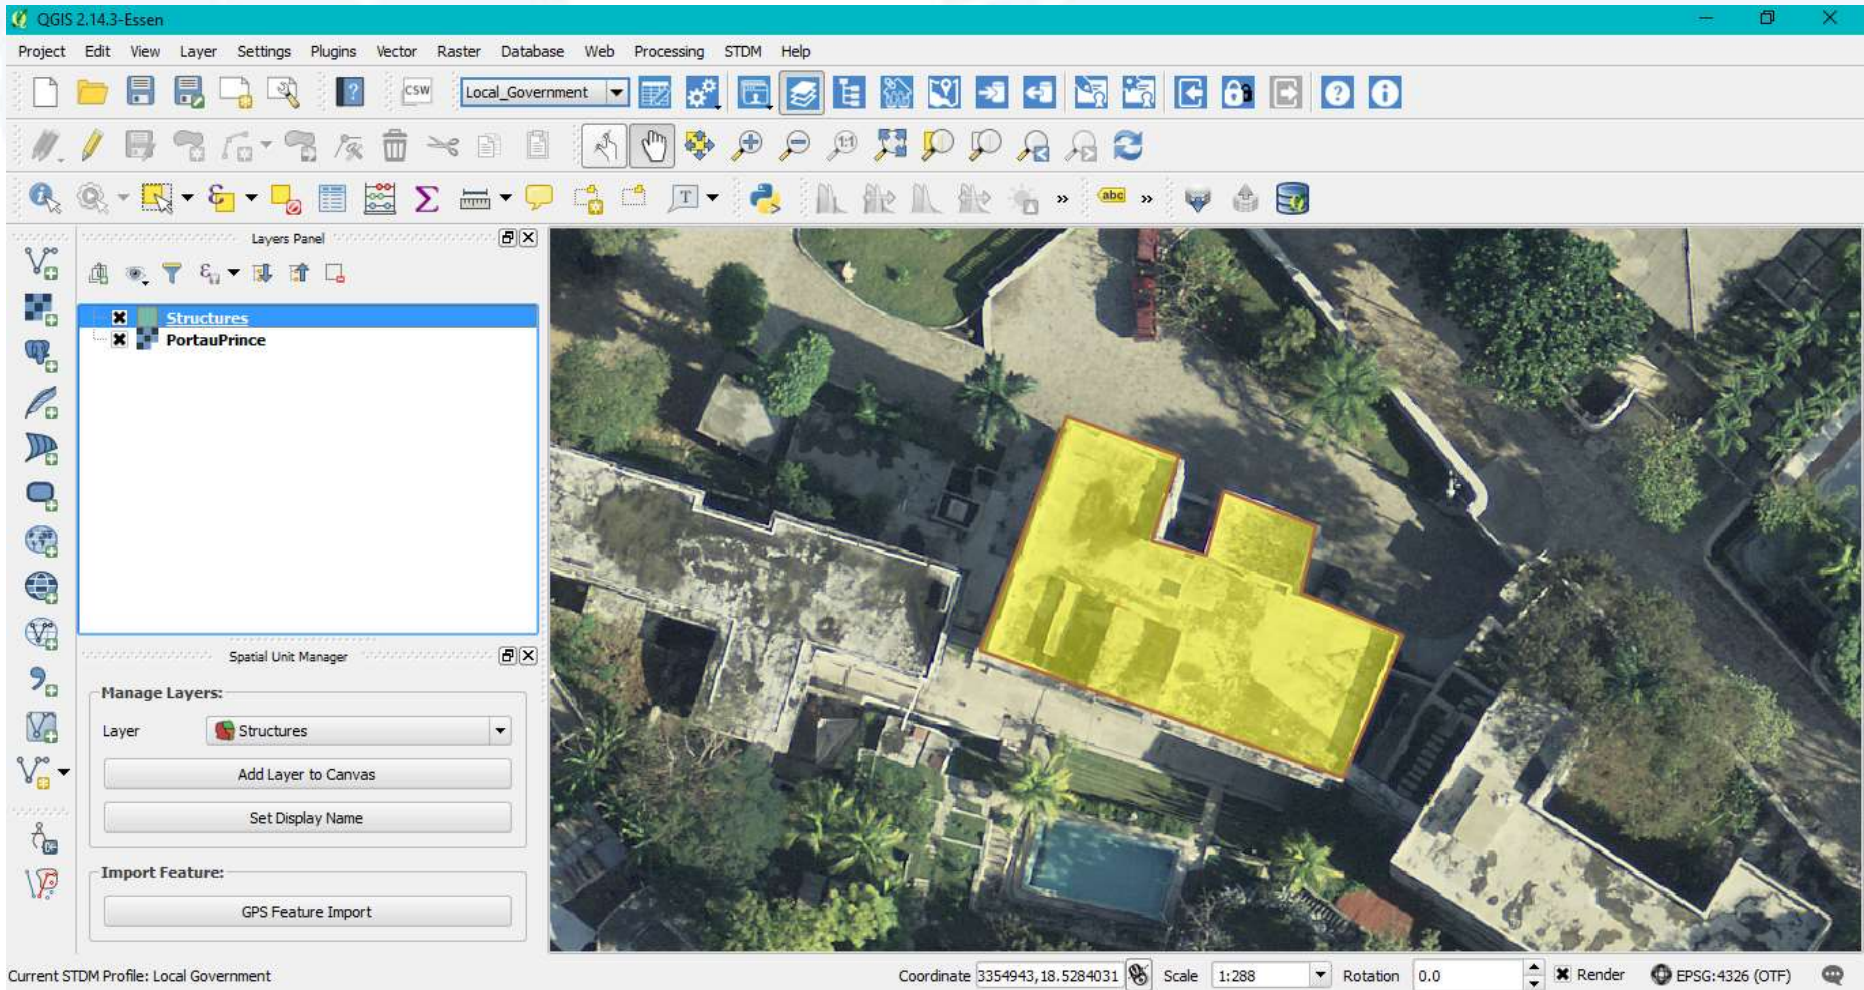 QGIS 2.14.3-Essen
Project Edit View Layer Settings Plugins Vector Raster Database Web Processing STDM Help
CSW Local_Government
1:1
T abc » »
Layers Panel
Structures
PortauPrince
Spatial Unit Manager
Manage Layers:
Layer Structures
Add Layer to Canvas
Set Display Name
Import Feature:
GPS Feature Import
Current STDM Profile: Local Government Coordinate 3354943,18.5284031 Scale 1:288 Rotation 0.0 Render EPSG:4326 (OTF)